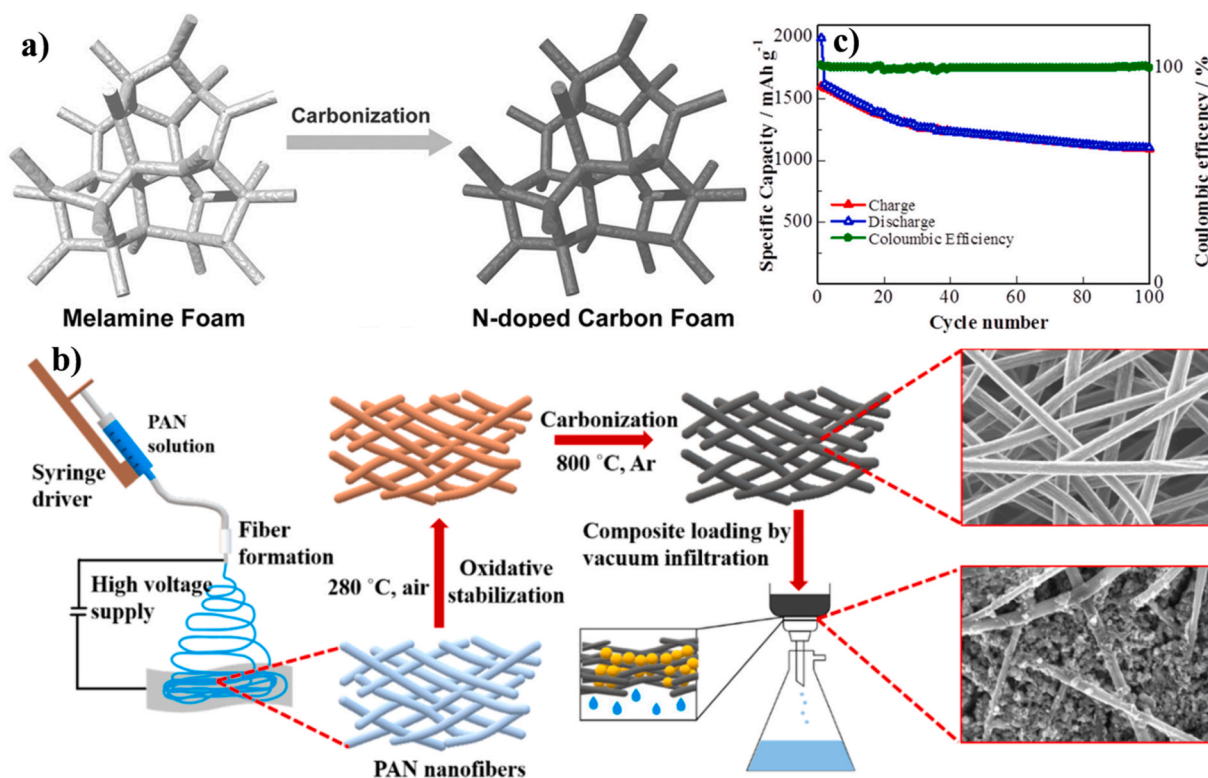 a)
Carbonization
Melamine Foam
N-doped Carbon Foam
c)
2000
1500
1000
500
Specific Capacity / mAh g-1
100
0
Coulombic efficency / %
Charge
Discharge
Coloumbic Efficiency
0
20
40
60
80
100
Cycle number
b)
PAN
solution
Syringe
driver
Fiber
formation
High voltage
supply
280 °C, air
Oxidative
stabilization
PAN nanofibers
Carbonization
800 °C, Ar
Composite loading by
vacuum infiltration